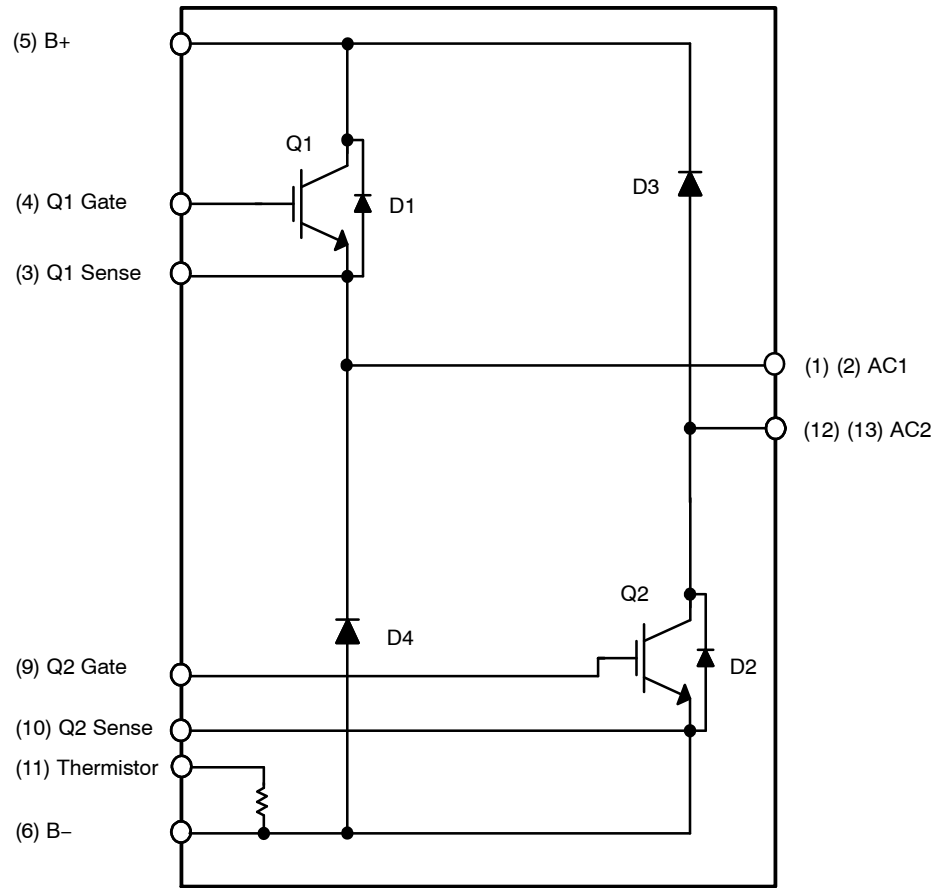 (5) B+
Q1
D3
(4) Q1 Gate
D1
(3) Q1 Sense
(1) (2) AC1
(12) (13) AC2
Q2
D4
(9) Q2 Gate
D2
(10) Q2 Sense
(11) Thermistor
(6) B−